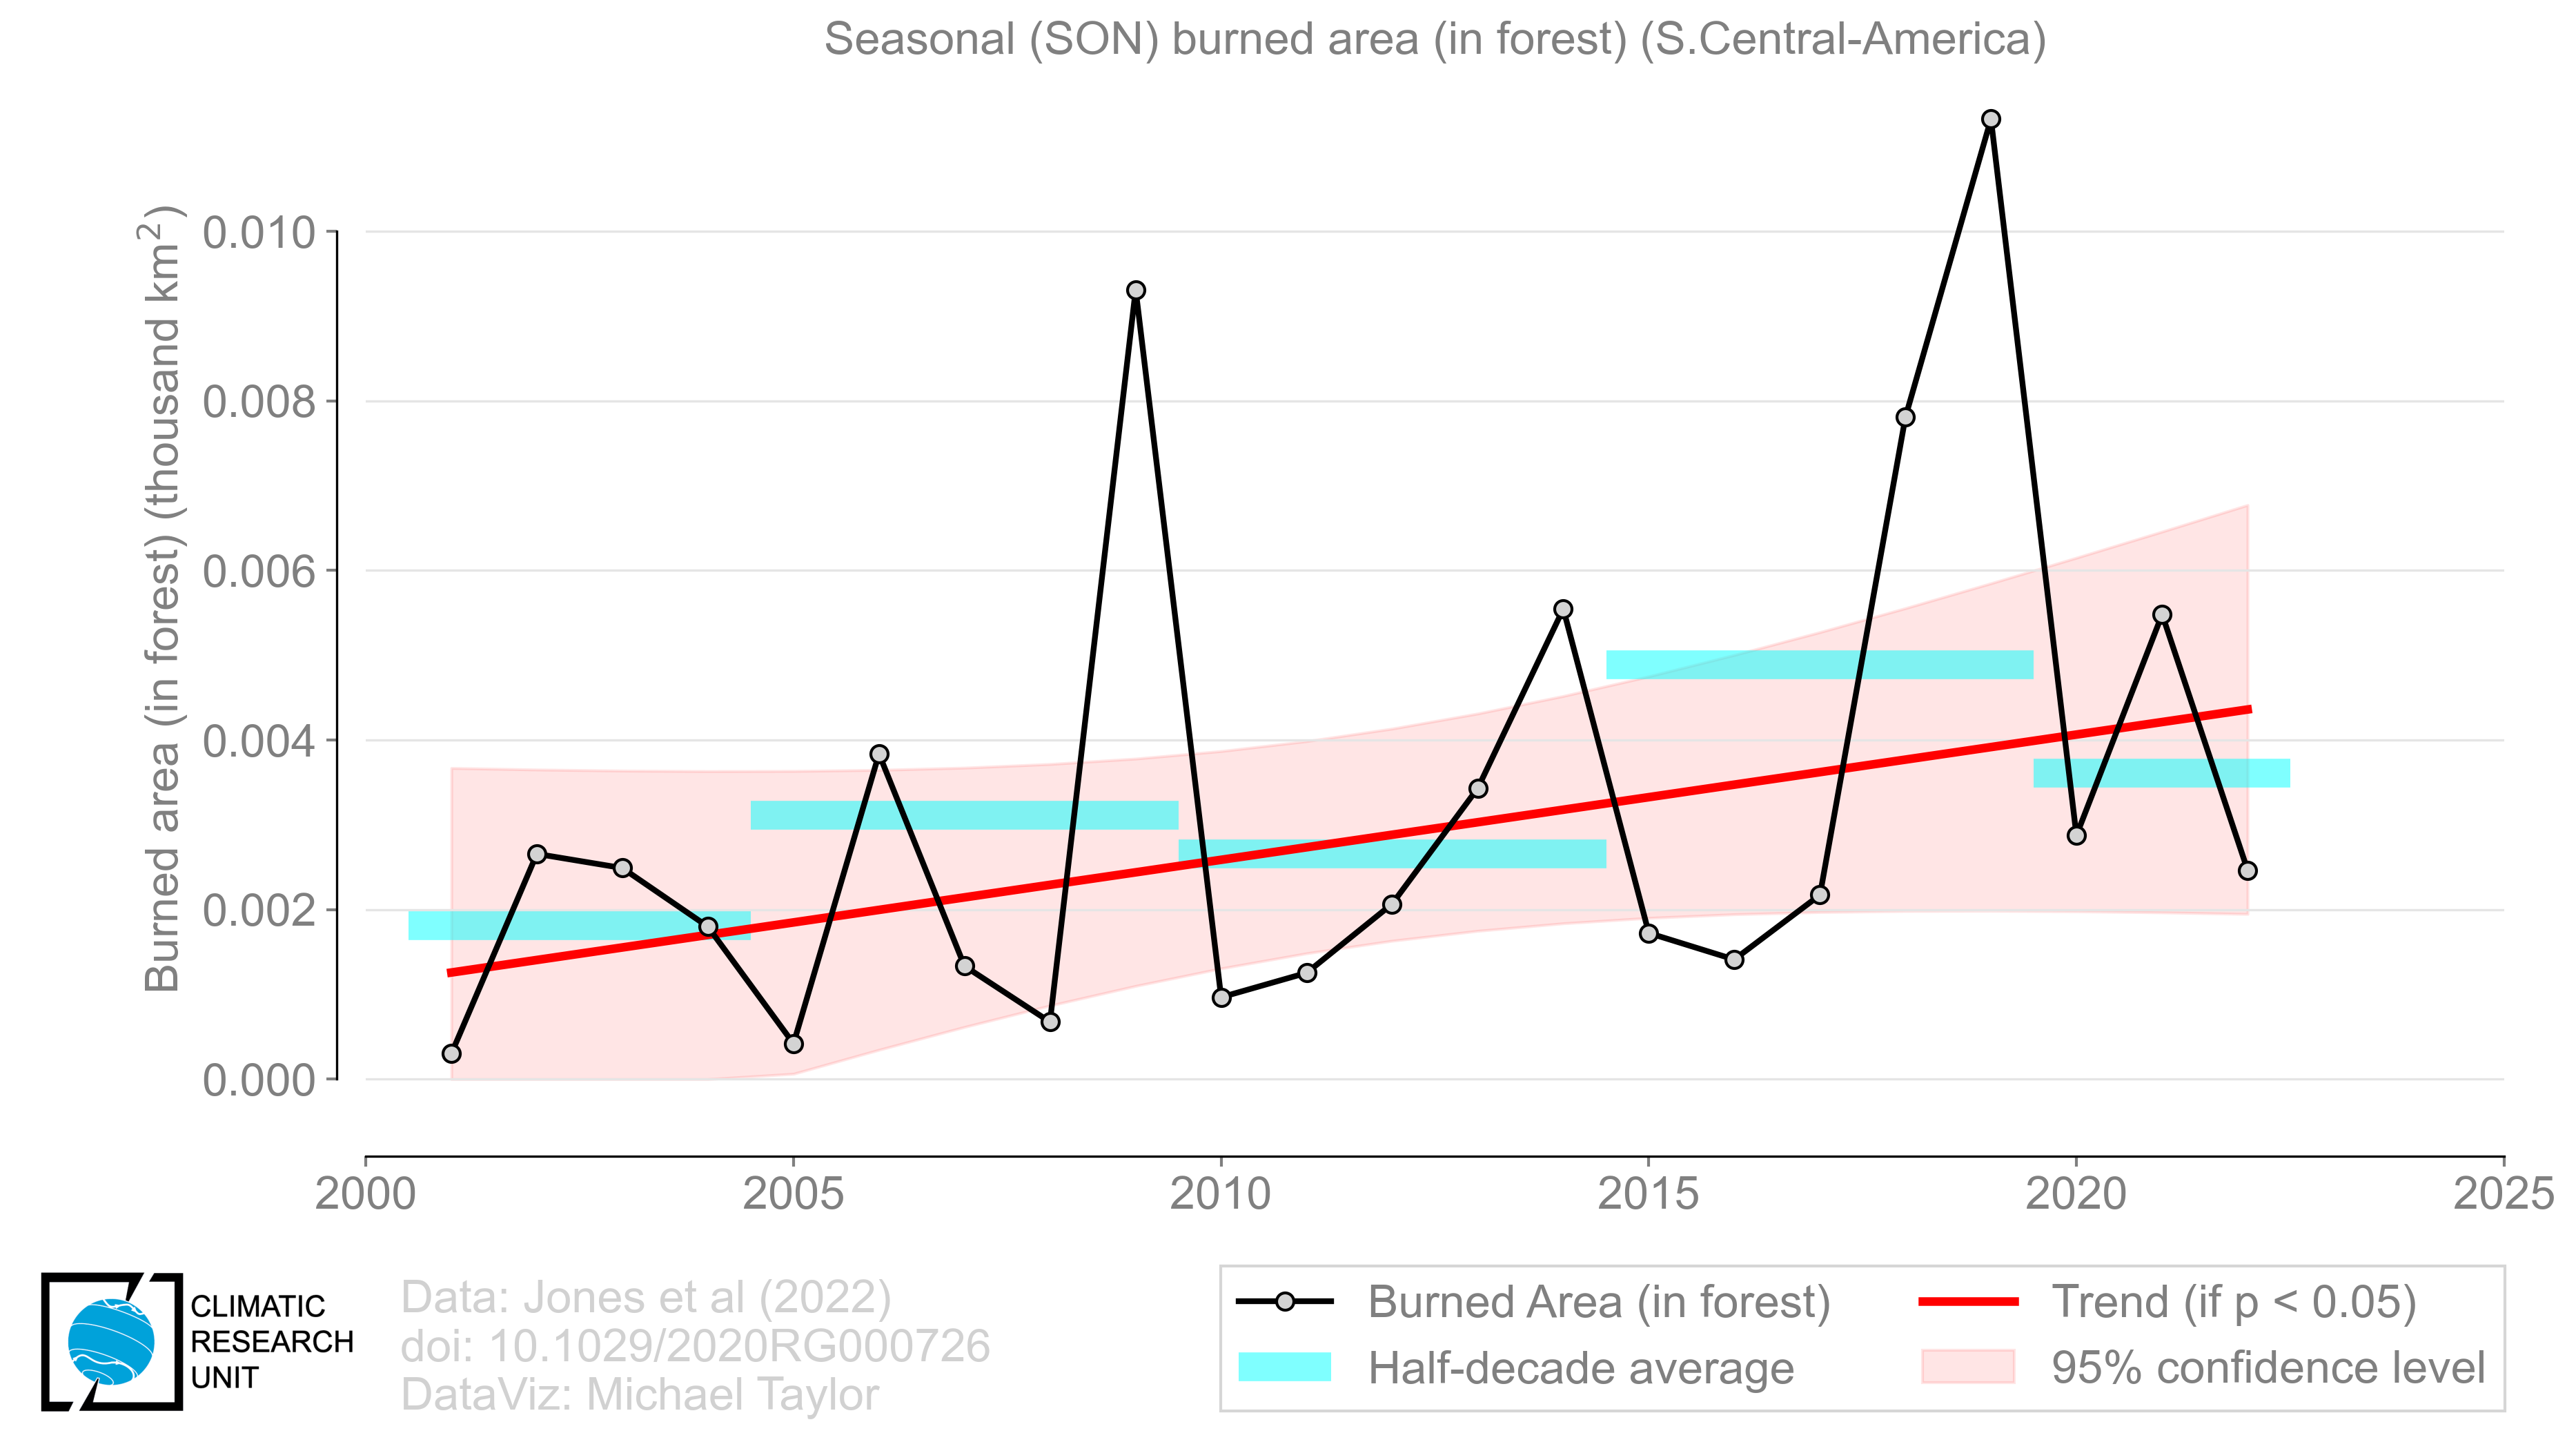 Seasonal (SON) burned area (in forest) (S.Central-America)
Burned area (in forest) (thousand km²)
0.010
0.008
0.006
0.004
0.002
0.000
2000 2005 2010 2015 2020 2025
CLIMATIC
RESEARCH
UNIT
Data: Jones et al (2022)
doi: 10.1029/2020RG000726
DataViz: Michael Taylor
Burned Area (in forest)
Half-decade average
Trend (if p < 0.05)
95% confidence level